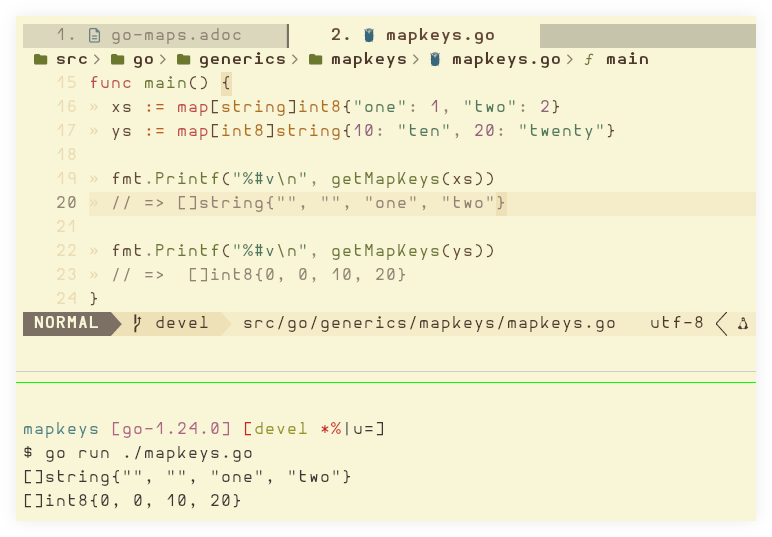 1. go-maps.adoc 2. mapkeys.go
src > go > generics > mapkeys > mapkeys.go > ƒ main
15 func main() {
16 » xs := map[string]int8{"one": 1, "two": 2}
17 » ys := map[int8]string{10: "ten", 20: "twenty"}
18
19 » fmt.Printf("%#v\n", getMapKeys(xs))
20 » // => []string{"", "", "one", "two"}
21
22 » fmt.Printf("%#v\n", getMapKeys(ys))
23 » // =>  []int8{0, 0, 10, 20}
24 }
NORMAL devel src/go/generics/mapkeys/mapkeys.go utf-8
mapkeys [go-1.24.0] [devel *%|u=]
$ go run ./mapkeys.go
[]string{"", "", "one", "two"}
[]int8{0, 0, 10, 20}